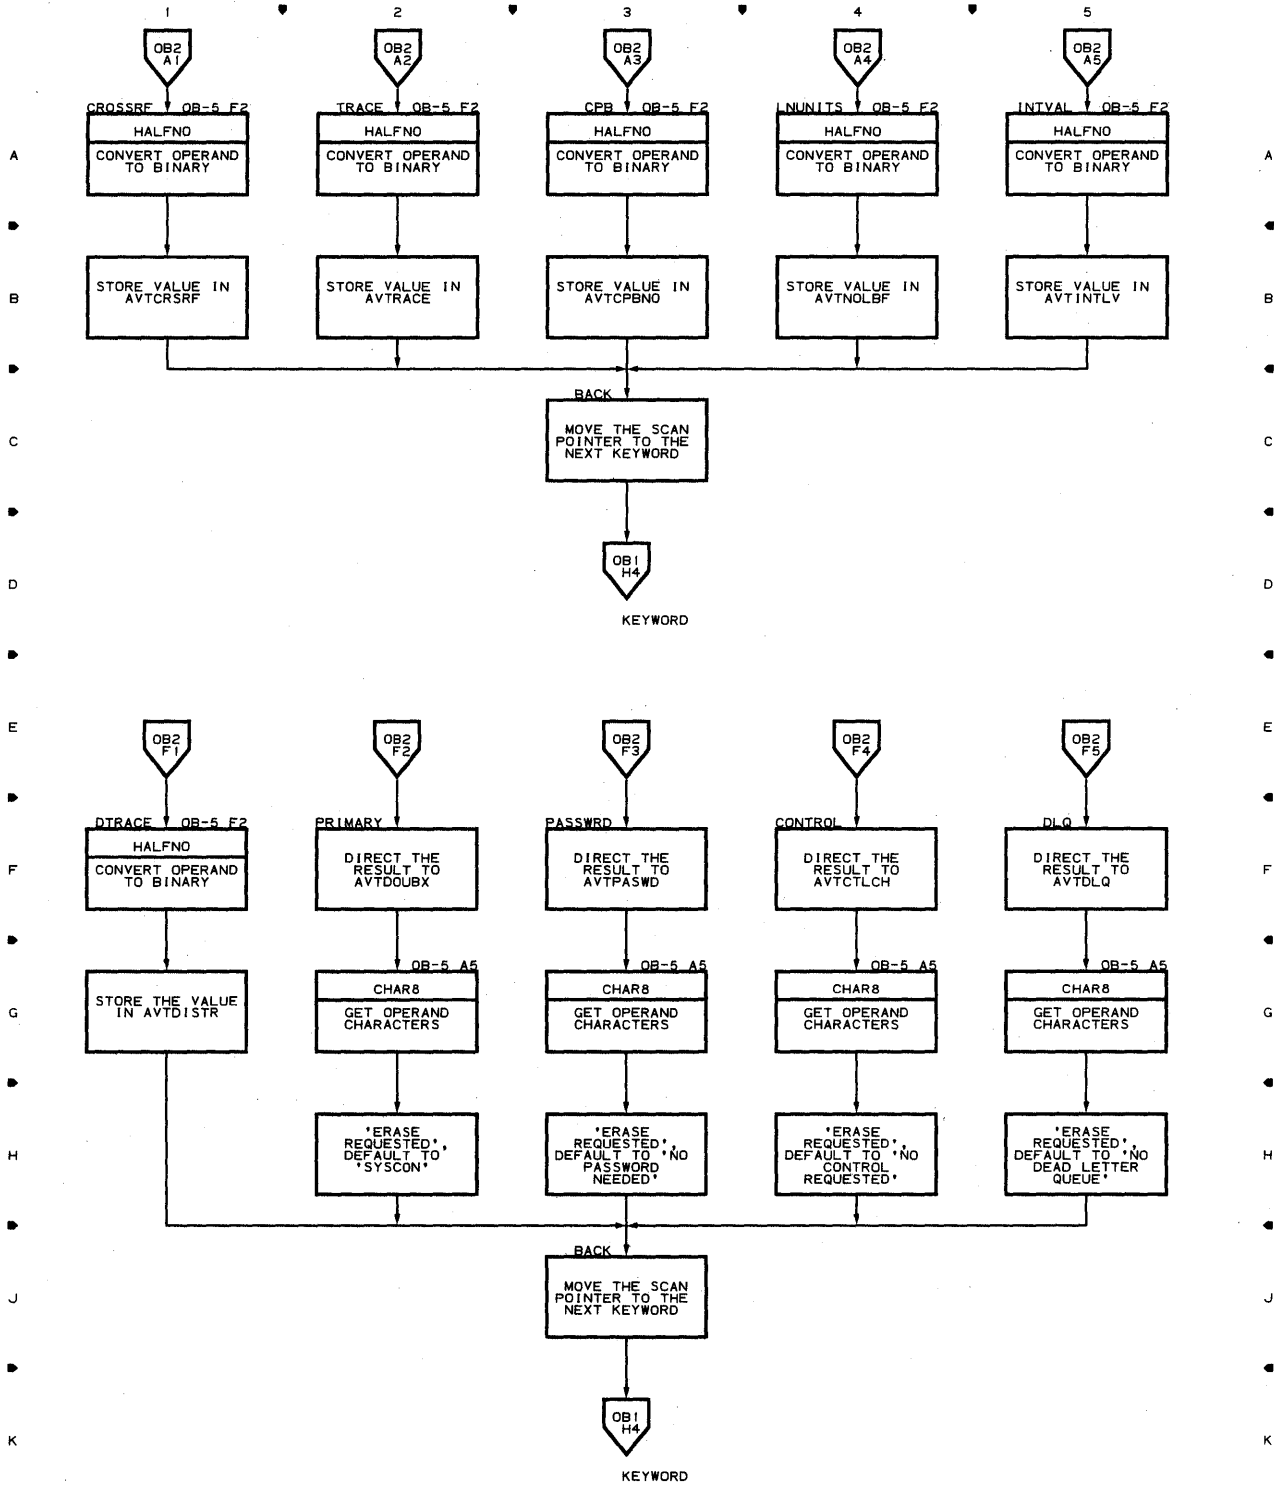 1 2 3 4 5
OB2 A1
OB2 A2
OB2 A3
OB2 A4
OB2 A5
CROSSRF OB-5 F2
TRACE OB-5 F2
CPB OB-5 F2
LNUNITS OB-5 F2
INTVAL OB-5 F2
HALFNO
HALFNO
HALFNO
HALFNO
HALFNO
A
CONVERT OPERAND
TO BINARY
CONVERT OPERAND
TO BINARY
CONVERT OPERAND
TO BINARY
CONVERT OPERAND
TO BINARY
CONVERT OPERAND
TO BINARY
A
B
STORE VALUE IN
AVTCRSRF
STORE VALUE IN
AVTRACE
STORE VALUE IN
AVTCPBNO
STORE VALUE IN
AVTNOLBF
STORE VALUE IN
AVTINTLV
B
BACK
C
MOVE THE SCAN
POINTER TO THE
NEXT KEYWORD
C
OB1
H4
D
D
KEYWORD
E
OB2
F1
OB2
F2
OB2
F3
OB2
F4
OB2
F5
E
DTRACE OB-5 F2
PRIMARY
PASSWRD
CONTROL
DLQ
HALFNO
F
CONVERT OPERAND
TO BINARY
DIRECT THE
RESULT TO
AVTDOUBX
DIRECT THE
RESULT TO
AVTPASWD
DIRECT THE
RESULT TO
AVTCTLCH
DIRECT THE
RESULT TO
AVTDLQ
F
OB-5 A5
OB-5 A5
OB-5 A5
OB-5 A5
G
STORE THE VALUE
IN AVTDISTR
CHAR8
GET OPERAND
CHARACTERS
CHAR8
GET OPERAND
CHARACTERS
CHAR8
GET OPERAND
CHARACTERS
CHAR8
GET OPERAND
CHARACTERS
G
H
'ERASE
REQUESTED',
DEFAULT TO
'SYSCON'
'ERASE
REQUESTED',
DEFAULT TO 'NO
PASSWORD
NEEDED'
'ERASE
REQUESTED',
DEFAULT TO 'NO
CONTROL
REQUESTED'
'ERASE
REQUESTED',
DEFAULT TO 'NO
DEAD LETTER
QUEUE'
H
BACK
J
MOVE THE SCAN
POINTER TO THE
NEXT KEYWORD
J
OB1
H4
K
K
KEYWORD